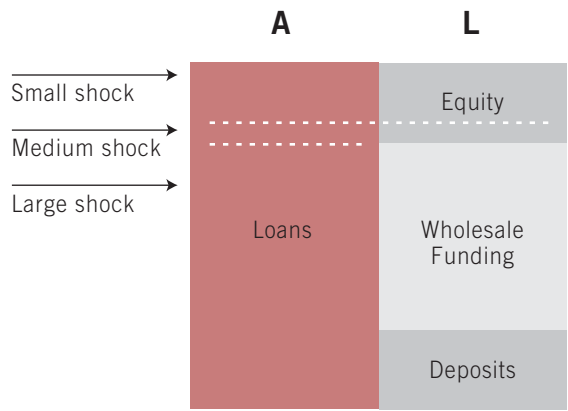 A L
Small shock
Equity
Medium shock
Large shock
Loans
Wholesale
Funding
Deposits